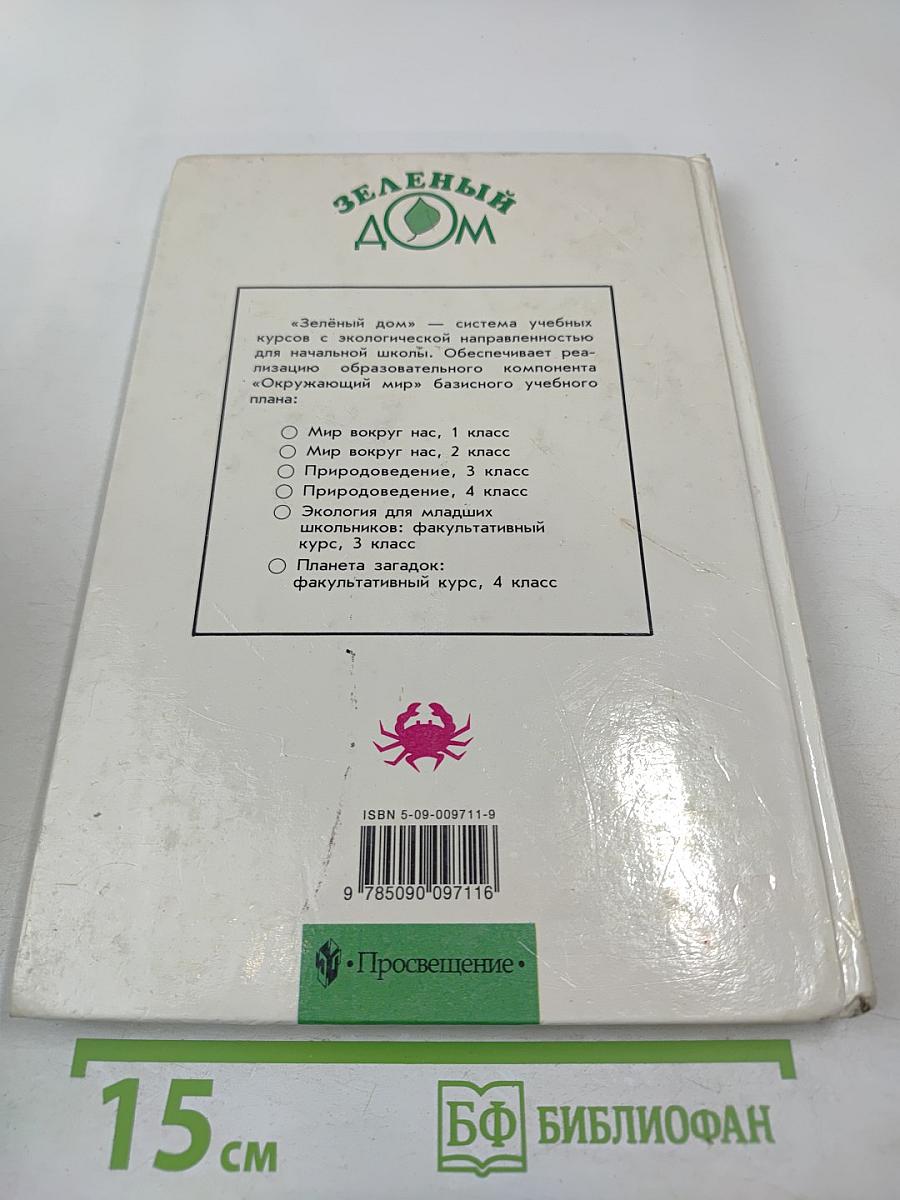 ЗЕЛЕНЫЙ
ДОМ
«Зелёный дом» — система учебных
курсов с экологической направленностью
для начальной школы. Обеспечивает реа-
лизацию образовательного компонента
«Окружающий мир» базисного учебного
плана:
Мир вокруг нас, 1 класс
Мир вокруг нас, 2 класс
Природоведение, 3 класс
Природоведение, 4 класс
Экология для младших
школьников: факультативный
курс, 3 класс
Планета загадок:
факультативный курс, 4 класс
ISBN 5-09-009711-9
9 785090 097116
• Просвещение •
15 см
БФ БИБЛИОФАН